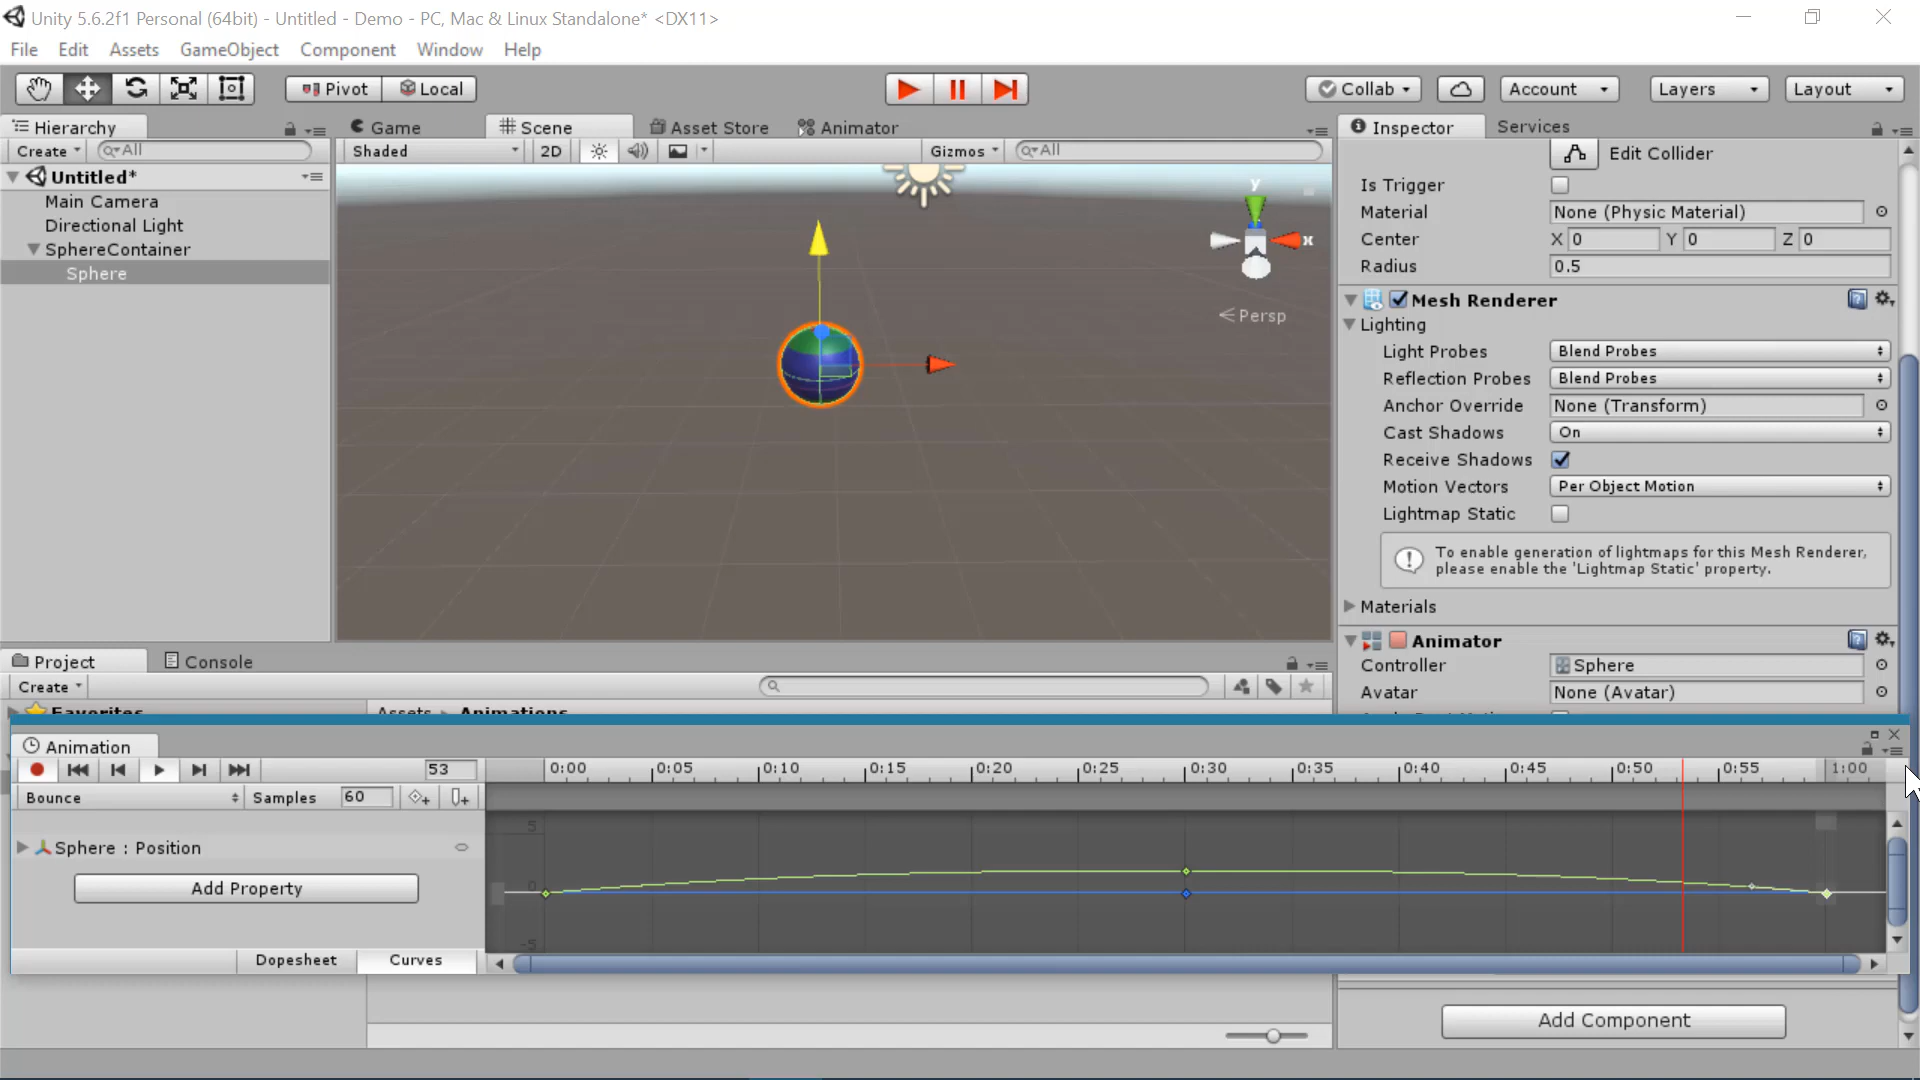 Unity 5.6.2f1 Personal (64bit) - Untitled - Demo - PC, Mac & Linux Standalone* <DX11>
File Edit Assets GameObject Component Window Help
Pivot Local Collab Account Layers Layout
Hierarchy Game Scene Asset Store Animator Inspector Services
Create All Shaded 2D Gizmos All Edit Collider
Untitled*
Main Camera
Directional Light
SphereContainer
Sphere
y
x
Persp
Is Trigger
Material None (Physic Material)
Center X 0 Y 0 Z 0
Radius 0.5
Mesh Renderer
Lighting
Light Probes Blend Probes
Reflection Probes Blend Probes
Anchor Override None (Transform)
Cast Shadows On
Receive Shadows
Motion Vectors Per Object Motion
Lightmap Static
To enable generation of lightmaps for this Mesh Renderer,
please enable the 'Lightmap Static' property.
Materials
Animator
Controller Sphere
Avatar None (Avatar)
Project Console
Create
Favorites Assets Animations
Animation
53 0:00 0:05 0:10 0:15 0:20 0:25 0:30 0:35 0:40 0:45 0:50 0:55 1:00
Bounce Samples 60
5
Sphere : Position
0
Add Property
-5
Dopesheet Curves
Add Component